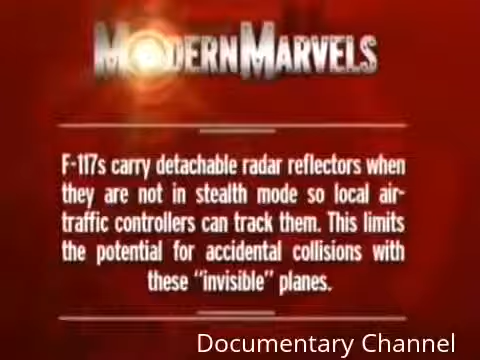 MODERN MARVELS
F-117s carry detachable radar reflectors when
they are not in stealth mode so local air-
traffic controllers can track them. This limits
the potential for accidental collisions with
these "invisible" planes.
Documentary Channel